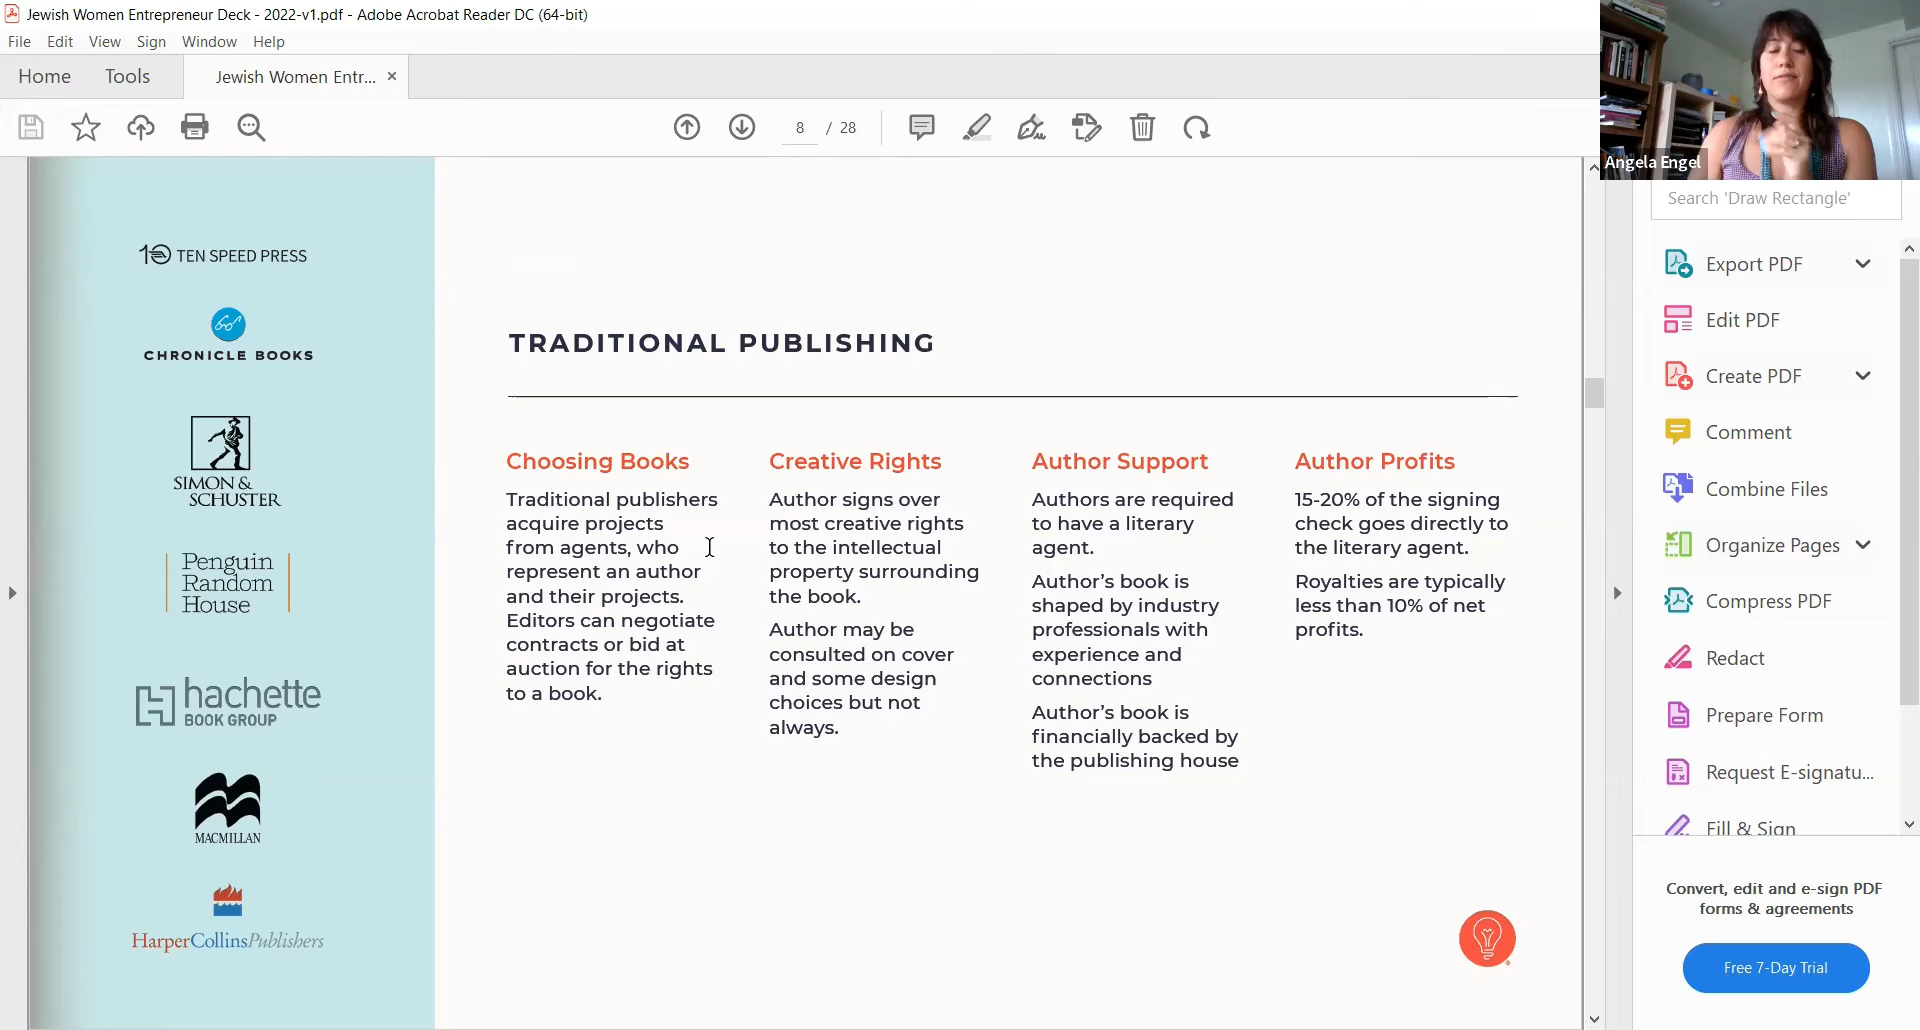 Jewish Women Entrepreneur Deck - 2022-v1.pdf - Adobe Acrobat Reader DC (64-bit)
File Edit View Sign Window Help
Home Tools Jewish Women Entr... ×
8 / 28
Angela Engel
TEN SPEED PRESS
CHRONICLE BOOKS
SIMON &
SCHUSTER
Penguin
Random
House
hachette
BOOK GROUP
MACMILLAN
HarperCollinsPublishers
TRADITIONAL PUBLISHING
Choosing Books
Traditional publishers
acquire projects
from agents, who
represent an author
and their projects.
Editors can negotiate
contracts or bid at
auction for the rights
to a book.
Creative Rights
Author signs over
most creative rights
to the intellectual
property surrounding
the book.
Author may be
consulted on cover
and some design
choices but not
always.
Author Support
Authors are required
to have a literary
agent.
Author's book is
shaped by industry
professionals with
experience and
connections
Author's book is
financially backed by
the publishing house
Author Profits
15-20% of the signing
check goes directly to
the literary agent.
Royalties are typically
less than 10% of net
profits.
Search 'Draw Rectangle'
Export PDF
Edit PDF
Create PDF
Comment
Combine Files
Organize Pages
Compress PDF
Redact
Prepare Form
Request E-signatu...
Fill & Sign
Convert, edit and e-sign PDF
forms & agreements
Free 7-Day Trial